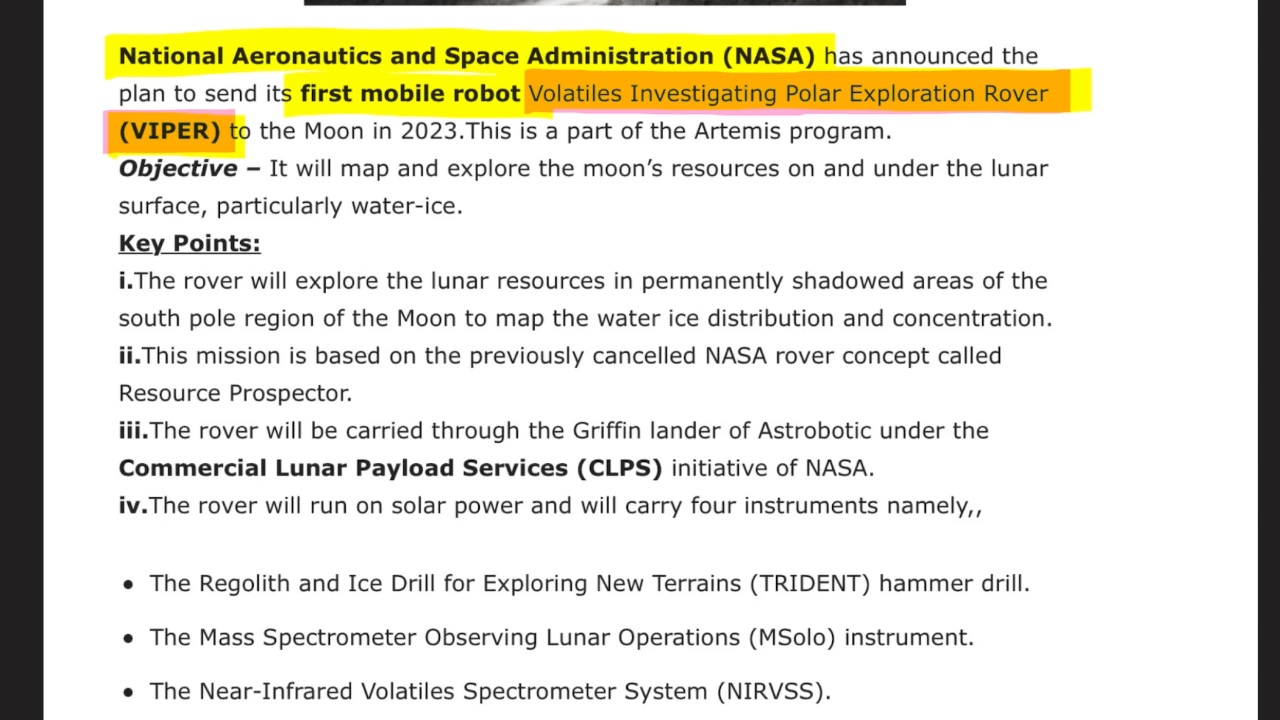 National Aeronautics and Space Administration (NASA) has announced the
plan to send its first mobile robot Volatiles Investigating Polar Exploration Rover
(VIPER) to the Moon in 2023.This is a part of the Artemis program.
Objective – It will map and explore the moon’s resources on and under the lunar
surface, particularly water-ice.
Key Points:
i.The rover will explore the lunar resources in permanently shadowed areas of the
south pole region of the Moon to map the water ice distribution and concentration.
ii.This mission is based on the previously cancelled NASA rover concept called
Resource Prospector.
iii.The rover will be carried through the Griffin lander of Astrobotic under the
Commercial Lunar Payload Services (CLPS) initiative of NASA.
iv.The rover will run on solar power and will carry four instruments namely,,
• The Regolith and Ice Drill for Exploring New Terrains (TRIDENT) hammer drill.
• The Mass Spectrometer Observing Lunar Operations (MSolo) instrument.
• The Near-Infrared Volatiles Spectrometer System (NIRVSS).